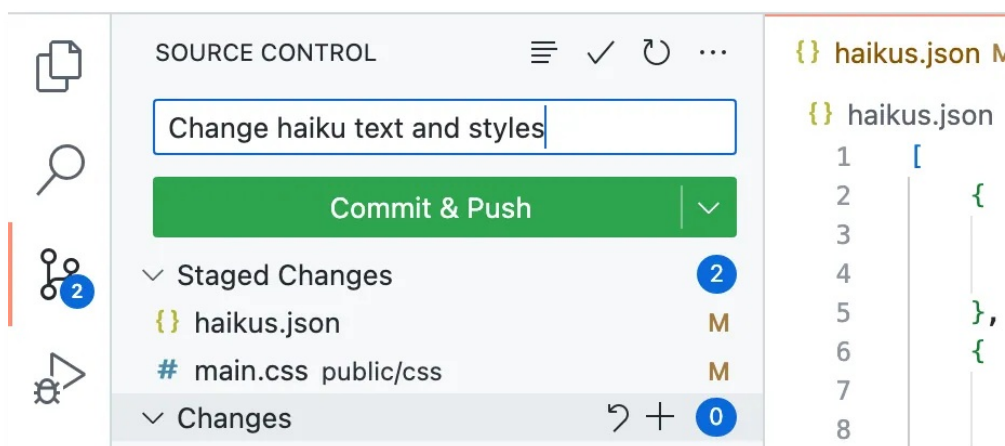 SOURCE CONTROL
Change haiku text and styles
Commit & Push
Staged Changes 2
{} haikus.json M
# main.css public/css M
Changes 0
2
{} haikus.json M
{} haikus.json
1 [
2 {
3
4
5 },
6 {
7
8